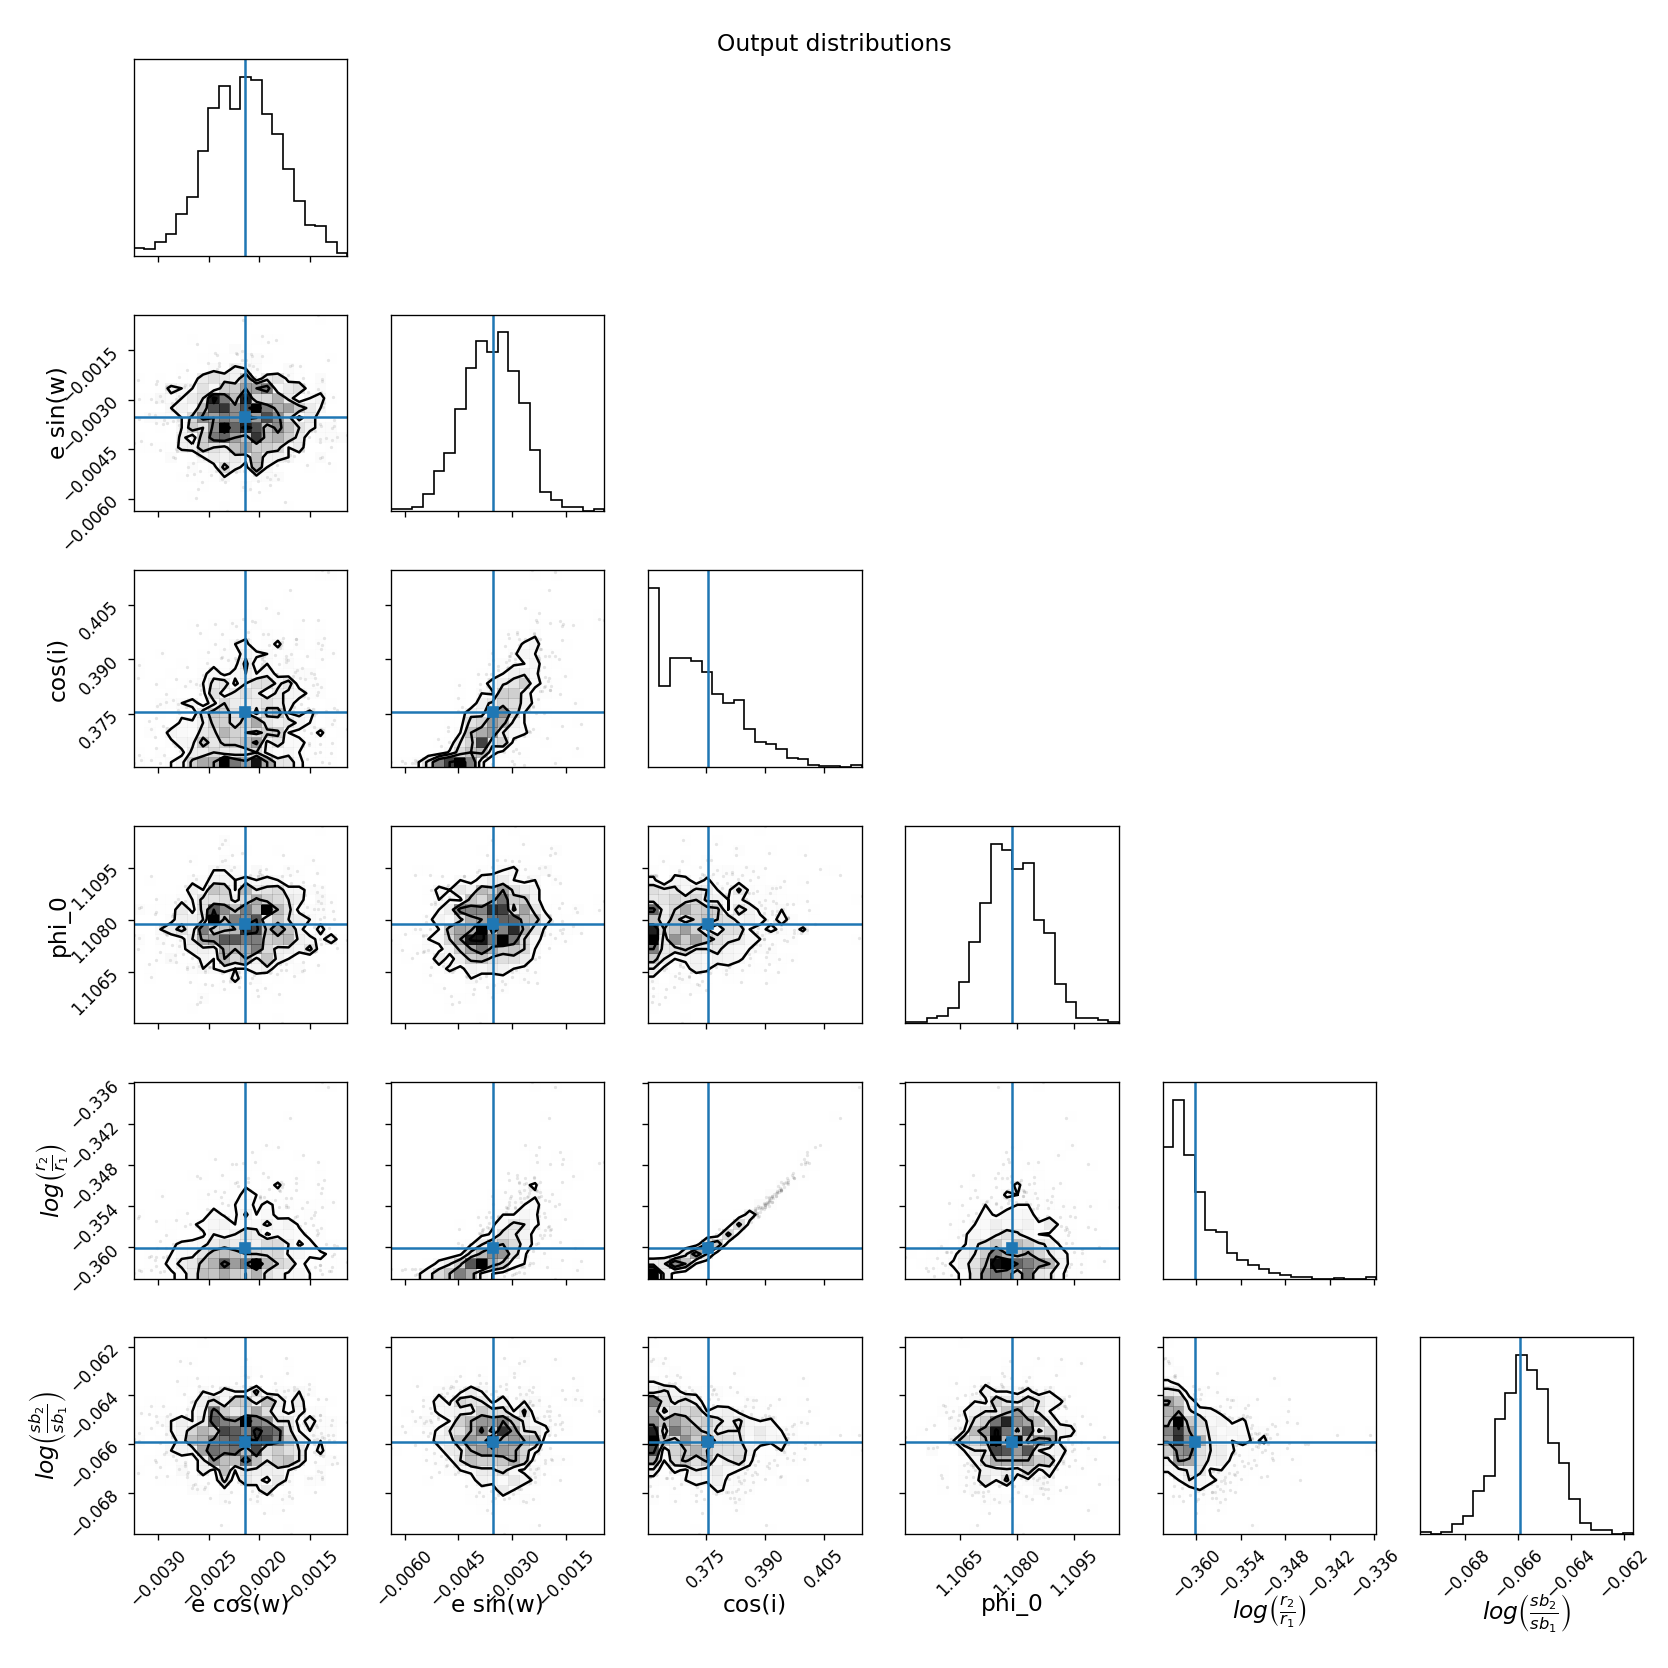 Output distributions
e sin(w)
−0.0015
−0.0030
−0.0045
−0.0060
cos(i)
0.405
0.390
0.375
phi_0
1.1095
1.1080
1.1065
log(r₂/r₁)
−0.336
−0.342
−0.348
−0.354
−0.360
log(sb₂/sb₁)
−0.062
−0.064
−0.066
−0.068
−0.0030 −0.0025 −0.0020 −0.0015
−0.0060 −0.0045 −0.0030 −0.0015
0.375 0.390 0.405
1.1065 1.1080 1.1095
−0.360 −0.354 −0.348 −0.342 −0.336
−0.068 −0.066 −0.064 −0.062
e cos(w)
e sin(w)
cos(i)
phi_0
log(r₂/r₁)
log(sb₂/sb₁)